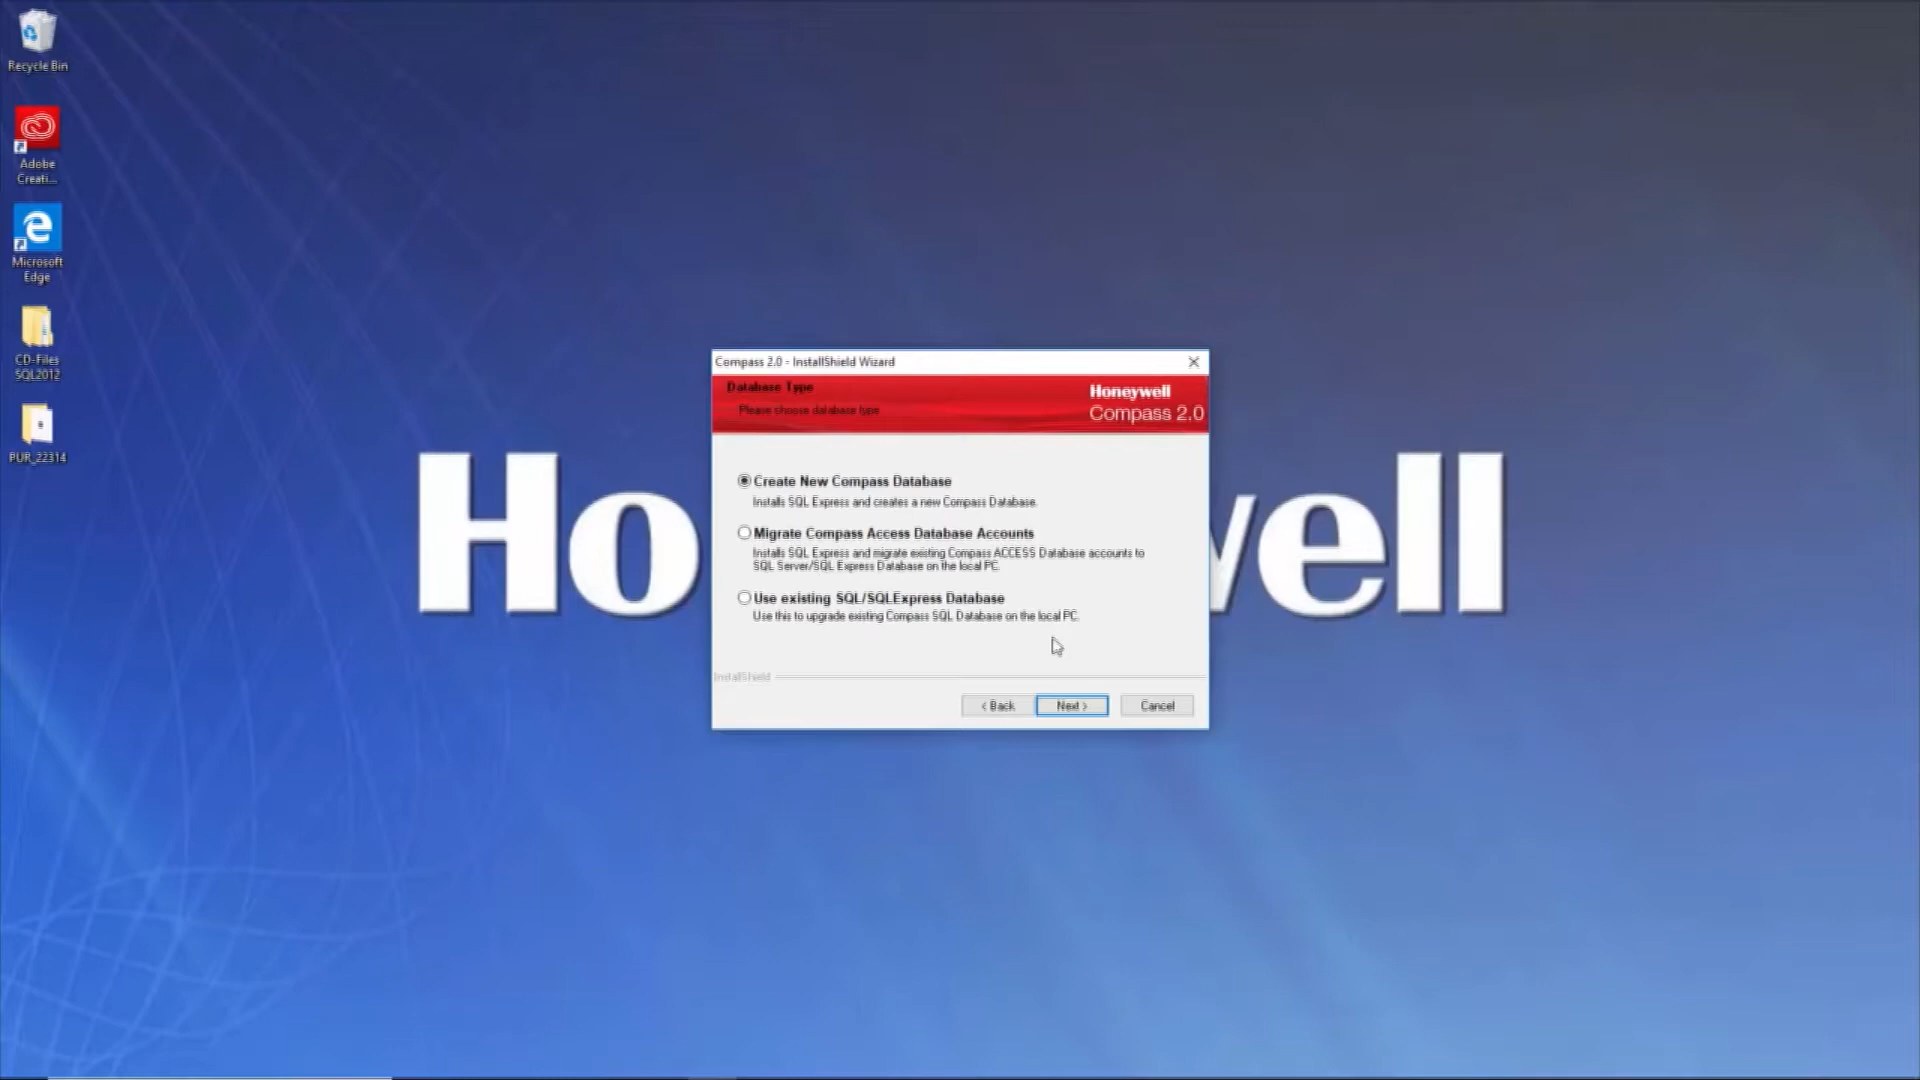 Recycle Bin
Adobe
Creati...
Microsoft
Edge
CD-Files
SQL2012
PUR_22314
Compass 2.0 - InstallShield Wizard
Database Type
Please choose database type
Honeywell
Compass 2.0
Create New Compass Database
Installs SQL Express and creates a new Compass Database.
Migrate Compass Access Database Accounts
Installs SQL Express and migrate existing Compass ACCESS Database accounts to
SQL Server/SQL Express Database on the local PC.
Use existing SQL/SQLExpress Database
Use this to upgrade existing Compass SQL Database on the local PC.
InstallShield
< Back
Next >
Cancel
Ho well